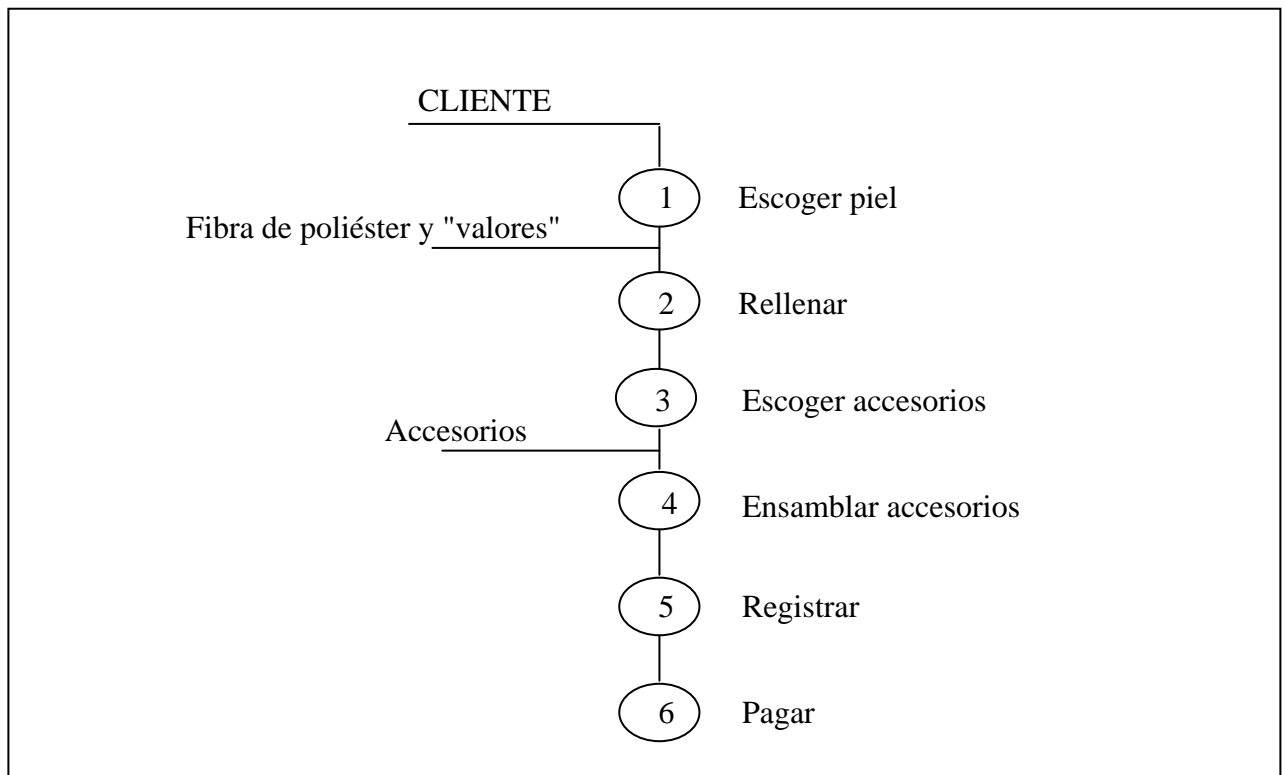 CLIENTE
1 Escoger piel
Fibra de poliéster y "valores"
2 Rellenar
3 Escoger accesorios
Accesorios
4 Ensamblar accesorios
5 Registrar
6 Pagar